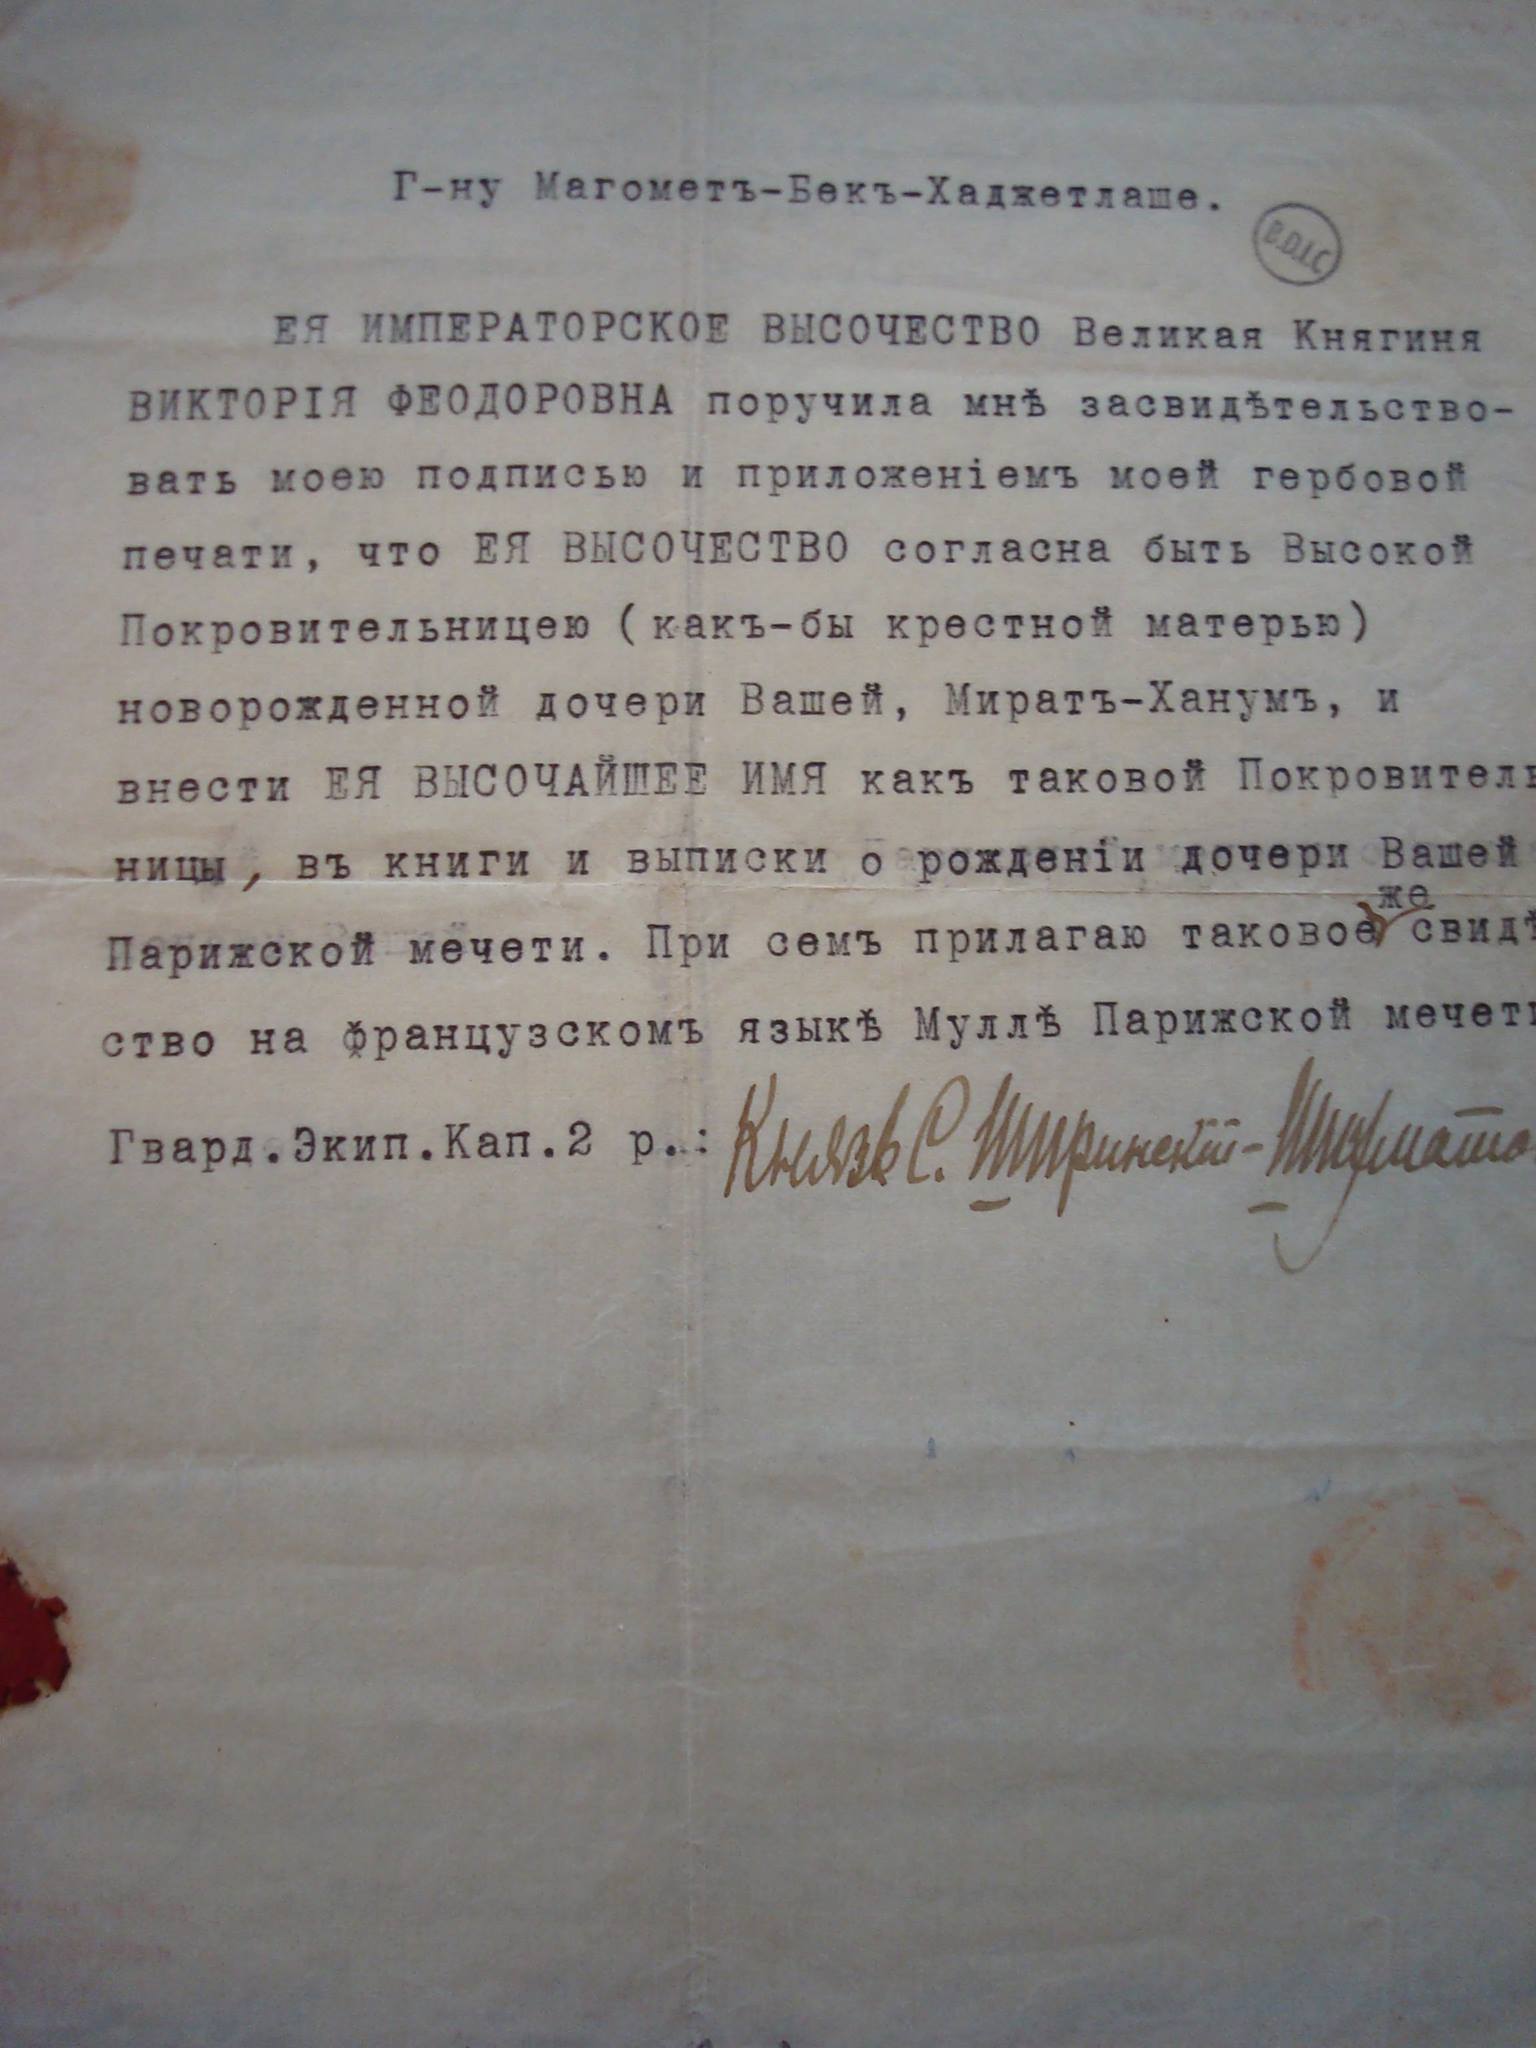 Г-ну Магометъ-Бекъ-Хаджетлаше.
B.D.I.C
ЕЯ ИМПЕРАТОРСКОЕ ВЫСОЧЕСТВО Великая Княгиня
ВИКТОРІЯ ФЕОДОРОВНА поручила мнѣ засвидѣтельство-
вать моею подписью и приложеніемъ моей гербовой
печати, что ЕЯ ВЫСОЧЕСТВО согласна быть Высокой
Покровительницею (какъ-бы крестной матерью)
новорожденной дочери Вашей, Миратъ-Ханумъ, и
внести ЕЯ ВЫСОЧАЙШЕЕ ИМЯ какъ таковой Покровитель
ницы, въ книги и выписки о рожденіи дочери Вашей
же
Парижской мечети. При семъ прилагаю таковое свидѣ
ство на французскомъ языкѣ Муллѣ Парижской мечети
Гвард.Экип.Кап.2 р.: Князь С. Ширинскій-Шихмато